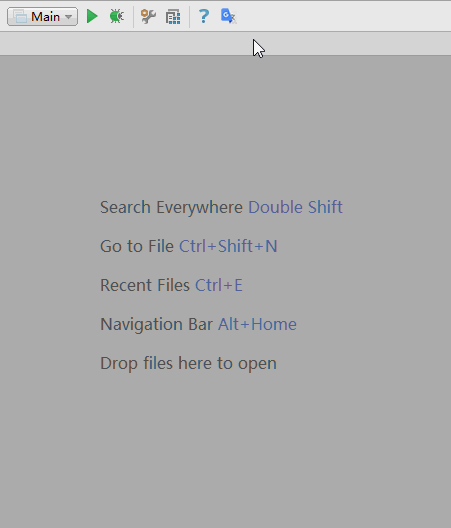 Main
?
Search Everywhere Double Shift
Go to File Ctrl+Shift+N
Recent Files Ctrl+E
Navigation Bar Alt+Home
Drop files here to open